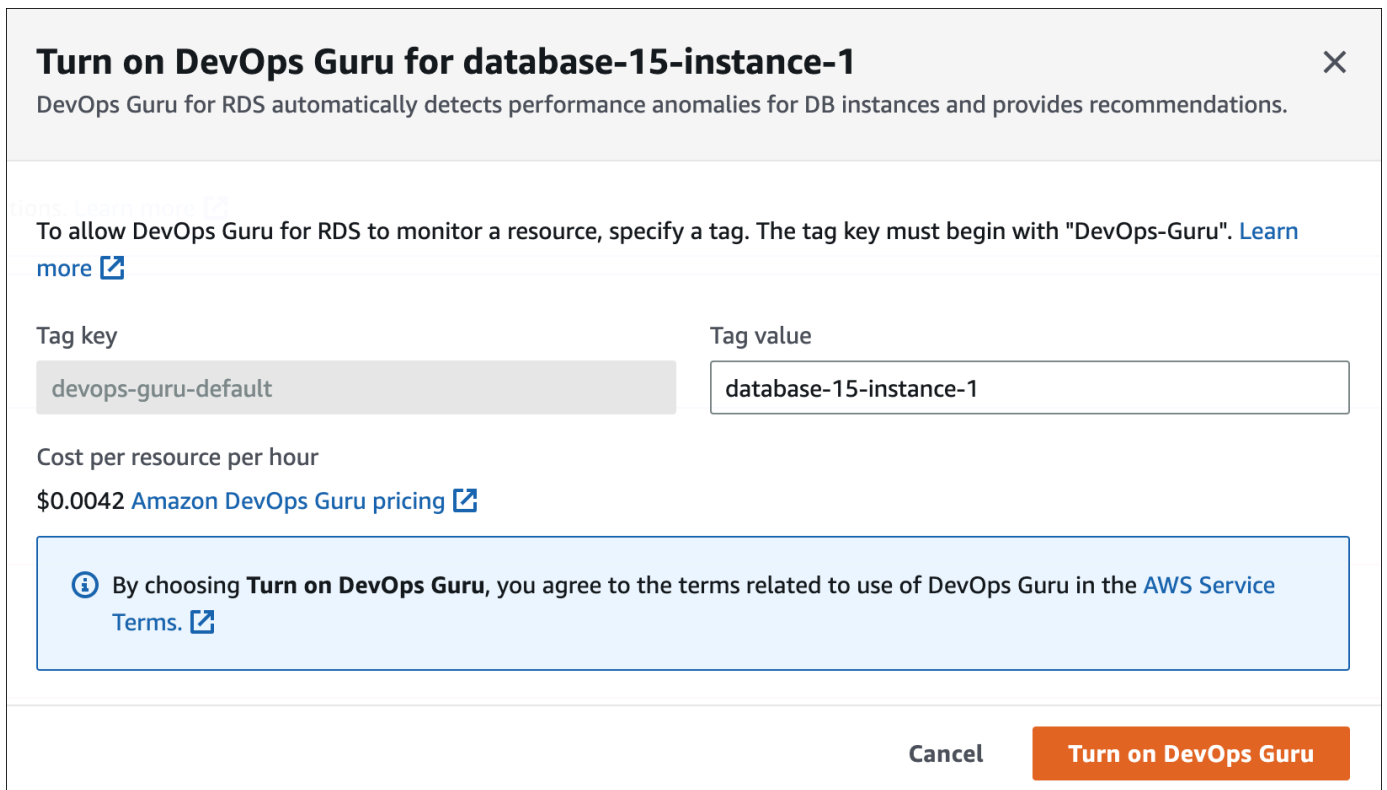 Turn on DevOps Guru for database-15-instance-1
DevOps Guru for RDS automatically detects performance anomalies for DB instances and provides recommendations.
tions. Learn more
To allow DevOps Guru for RDS to monitor a resource, specify a tag. The tag key must begin with "DevOps-Guru". Learn
more
Tag key
Tag value
devops-guru-default
database-15-instance-1
Cost per resource per hour
$0.0042 Amazon DevOps Guru pricing
By choosing Turn on DevOps Guru, you agree to the terms related to use of DevOps Guru in the AWS Service
Terms.
Cancel
Turn on DevOps Guru